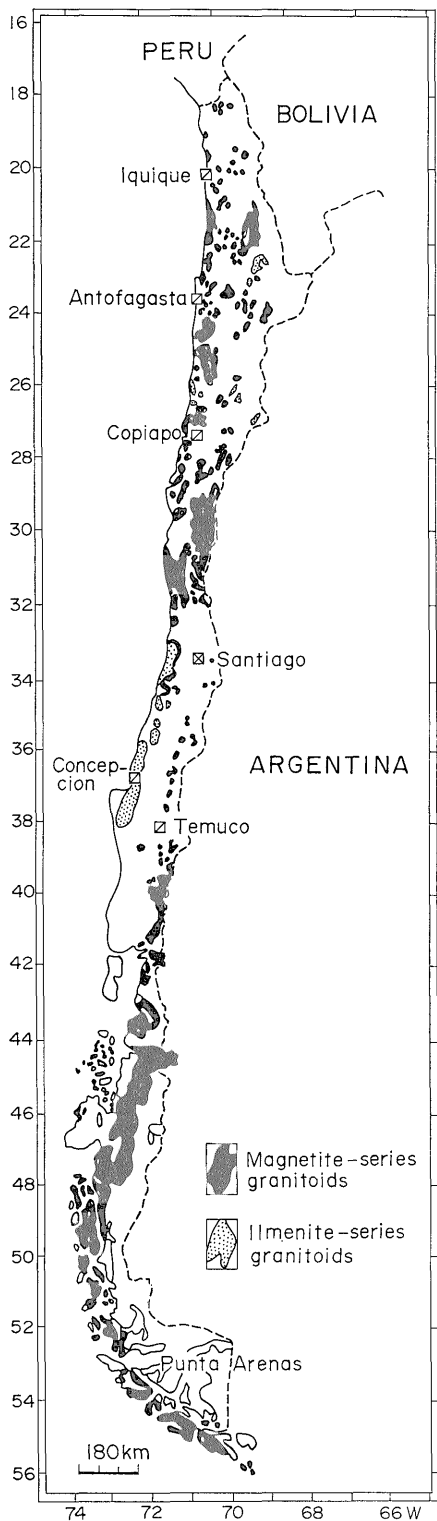 16
PERU
18
BOLIVIA
20
Iquique
22
Antofagasta
24
26
Copiapo
28
30
32
Santiago
34
36
Concep-
cion
ARGENTINA
38
Temuco
40
42
44
46
Magnetite-series
granitoids
48
Ilmenite-series
granitoids
50
52
Punta Arenas
54
180km
56
74 72 70 68 66 W